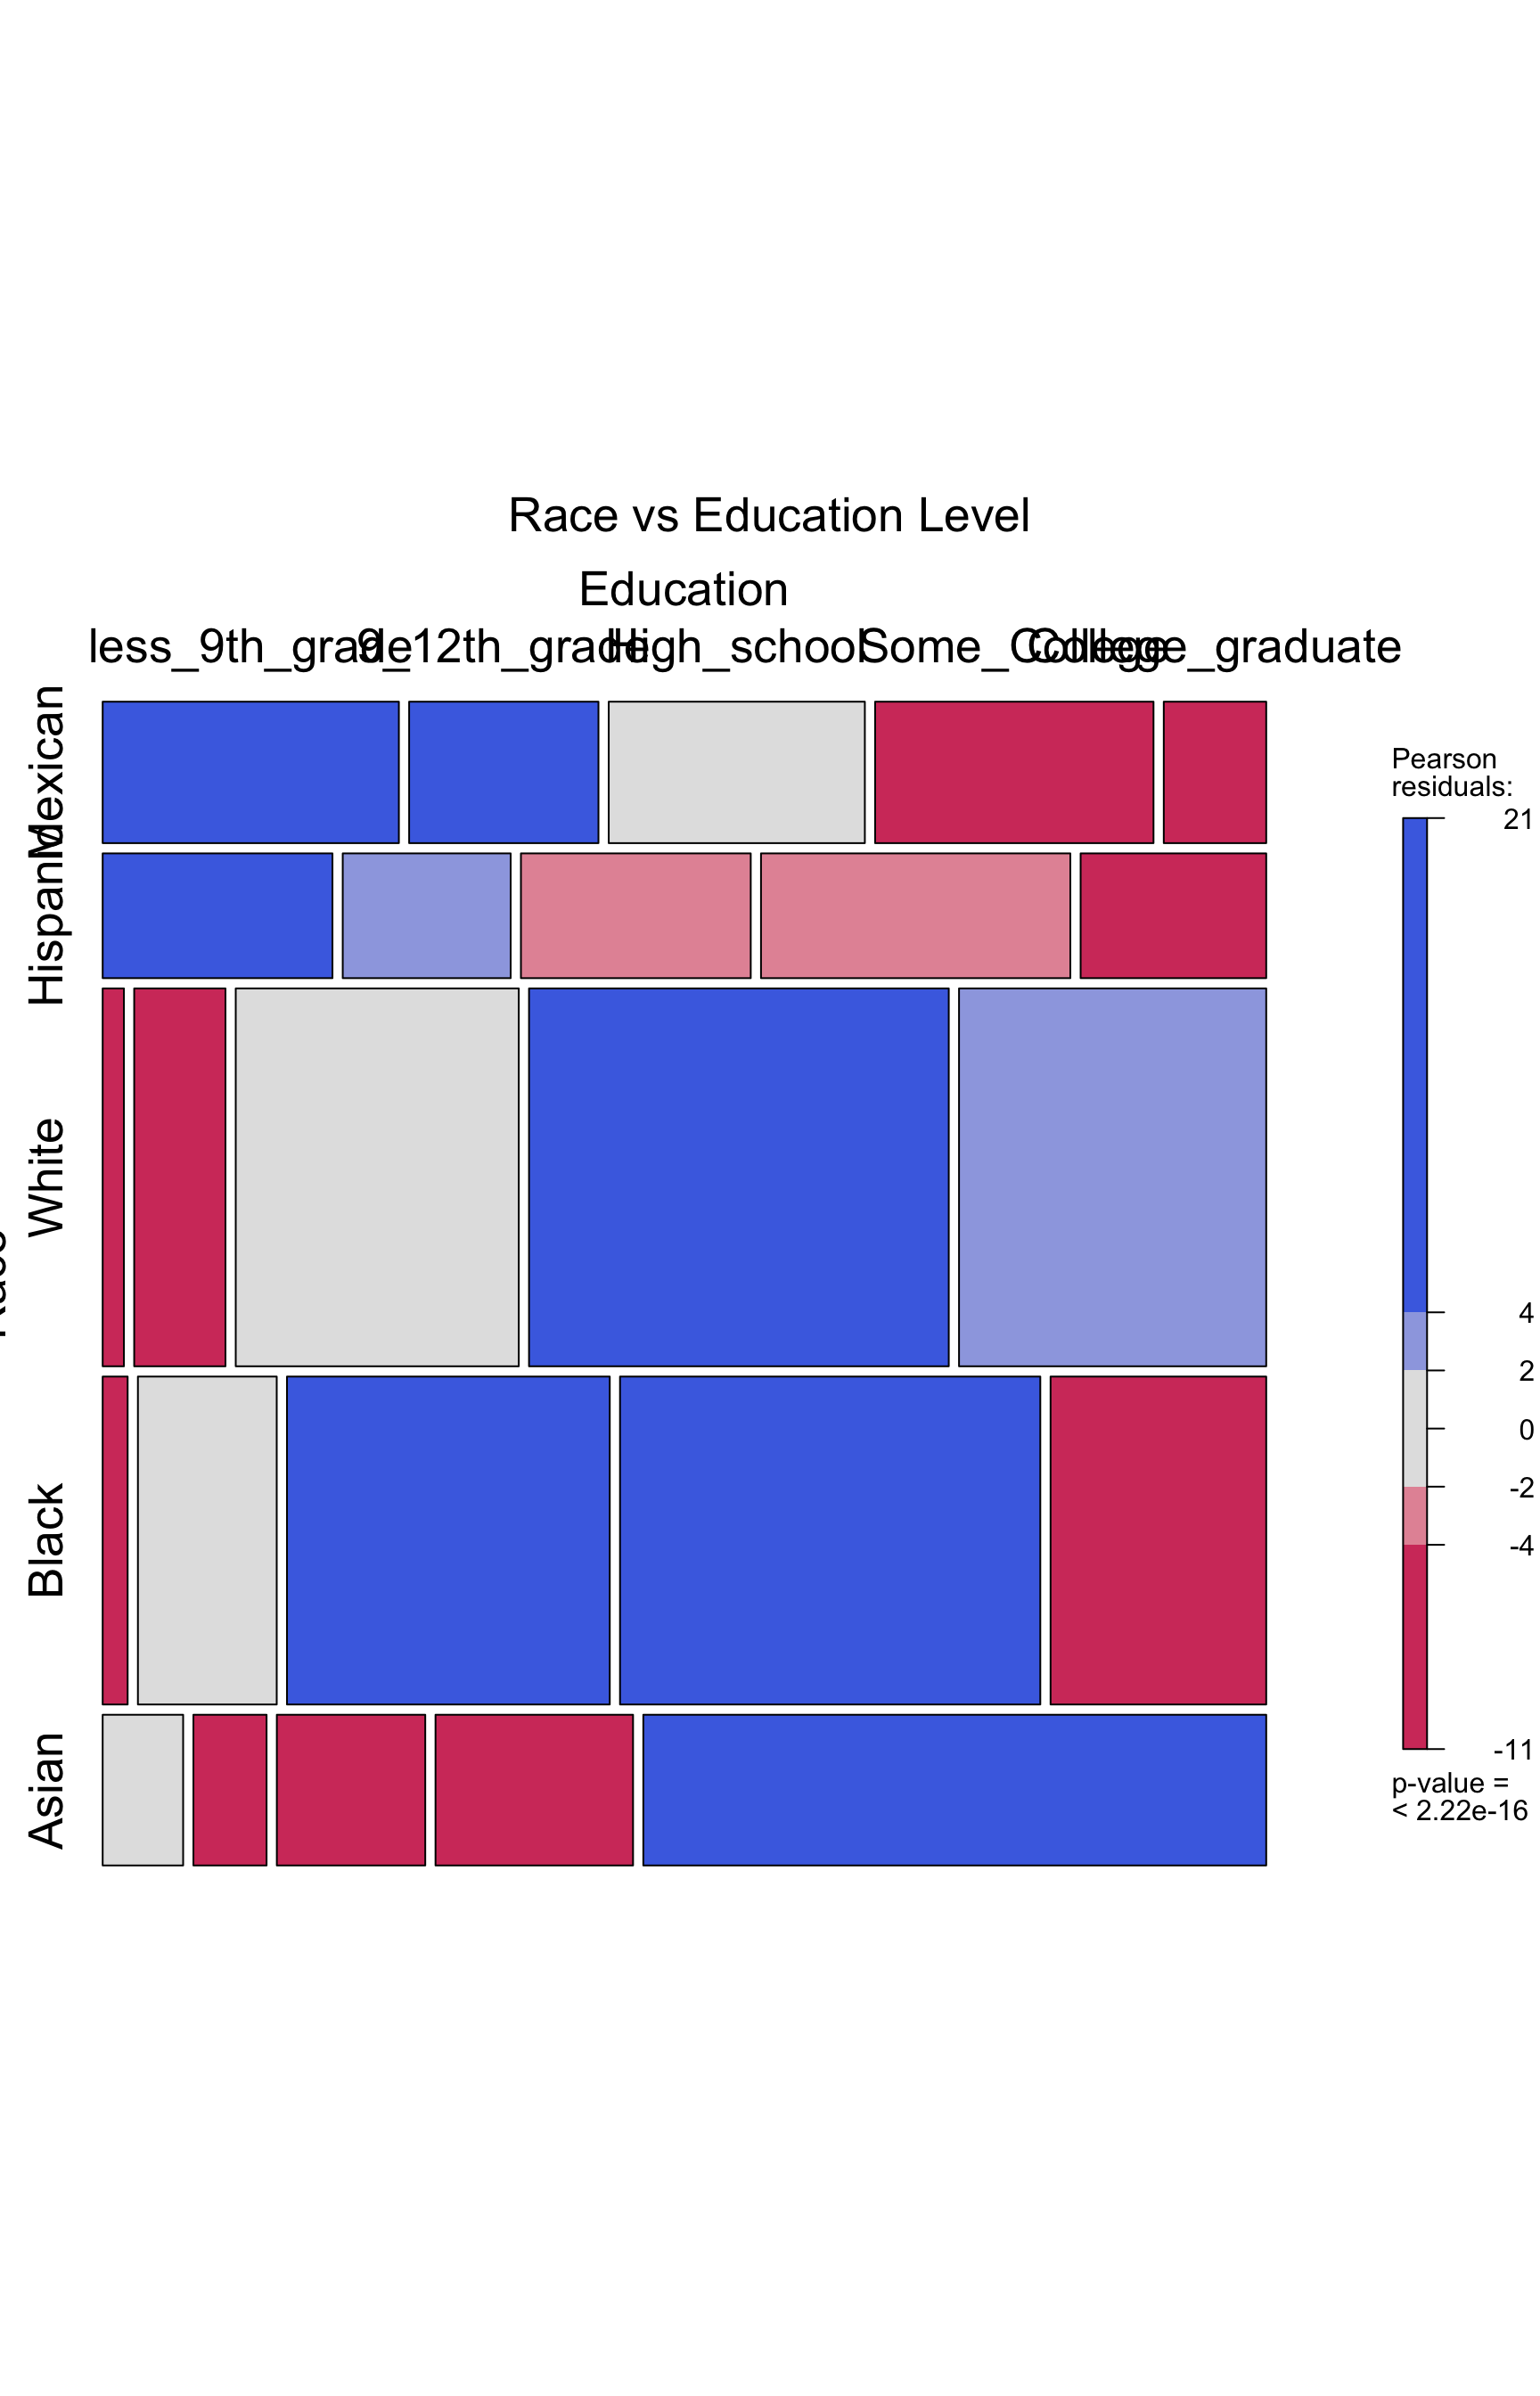 Race vs Education Level
Education
less_9th_grade
9_12th_grade
High_school
Some_College
College_graduate
Mexican
Hispanic
White
Black
Asian
Pearson
residuals:
21
4
2
0
-2
-4
-11
p-value =
< 2.22e-16